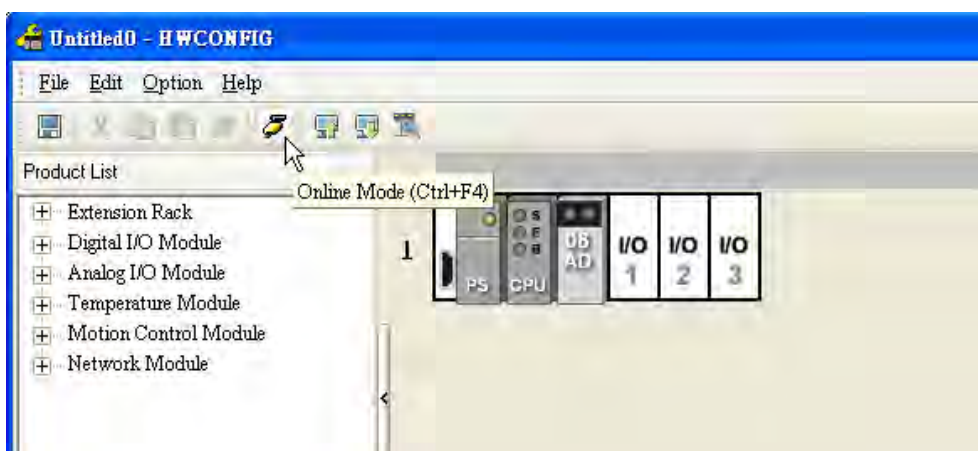 Untitled0 - HWCONFIG
File Edit Option Help
Product List
Online Mode (Ctrl+F4)
Extension Rack
Digital I/O Module
Analog I/O Module
Temperature Module
Motion Control Module
Network Module
1
PS
S
E
B
CPU
08
AD
I/O
1
I/O
2
I/O
3